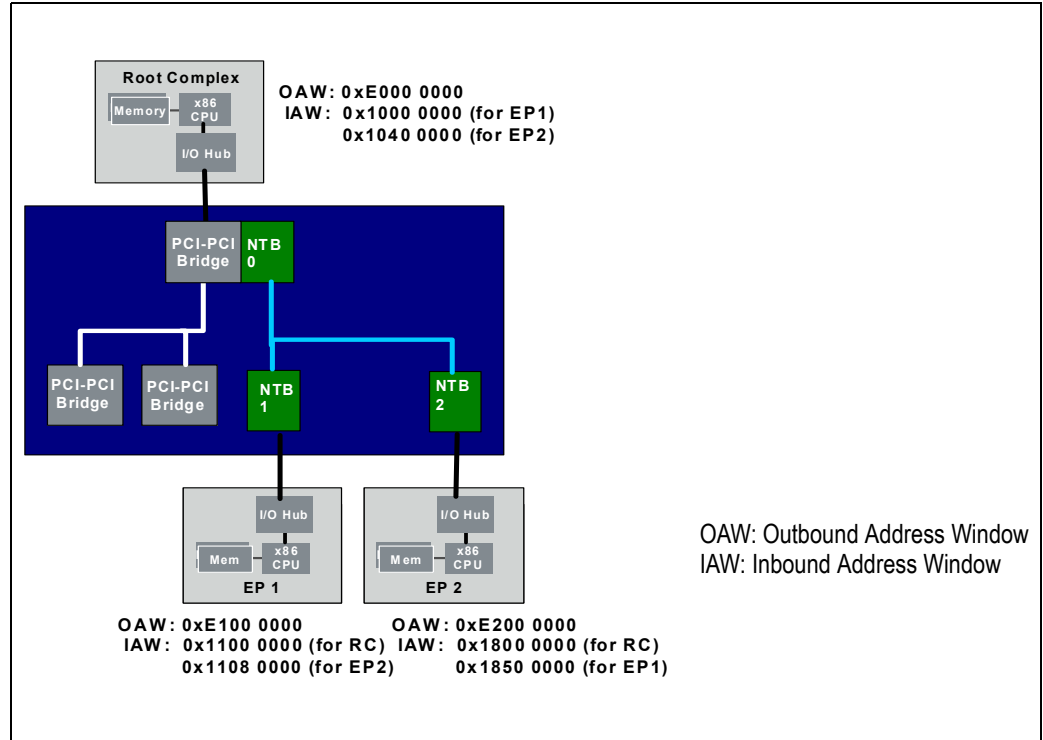 Root Complex
Memory
x86
CPU
I/O Hub
OAW: 0xE000 0000
IAW: 0x1000 0000 (for EP1)
0x1040 0000 (for EP2)
PCI-PCI
Bridge
NTB
0
PCI-PCI
Bridge
PCI-PCI
Bridge
NTB
1
NTB
2
I/O Hub
Mem
x86
CPU
EP 1
I/O Hub
Mem
x86
CPU
EP 2
OAW: Outbound Address Window
IAW: Inbound Address Window
OAW: 0xE100 0000
IAW: 0x1100 0000 (for RC)
0x1108 0000 (for EP2)
OAW: 0xE200 0000
IAW: 0x1800 0000 (for RC)
0x1850 0000 (for EP1)